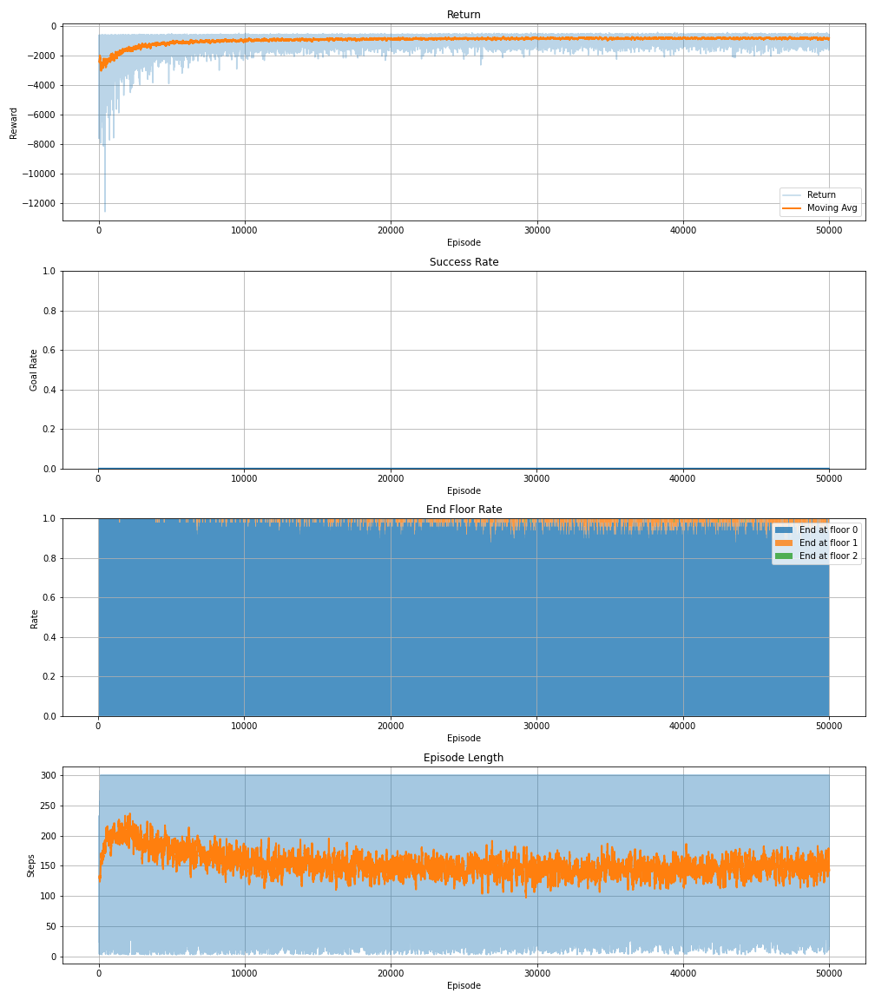 Return
0
−2000
−4000
−6000
−8000
−10000
−12000
Reward
Return
Moving Avg
0 10000 20000 30000 40000 50000
Episode
Success Rate
1.0
0.8
0.6
0.4
0.2
0.0
Goal Rate
0 10000 20000 30000 40000 50000
Episode
End Floor Rate
1.0
0.8
0.6
0.4
0.2
0.0
Rate
End at floor 0
End at floor 1
End at floor 2
0 10000 20000 30000 40000 50000
Episode
Episode Length
300
250
200
150
100
50
0
Steps
0 10000 20000 30000 40000 50000
Episode